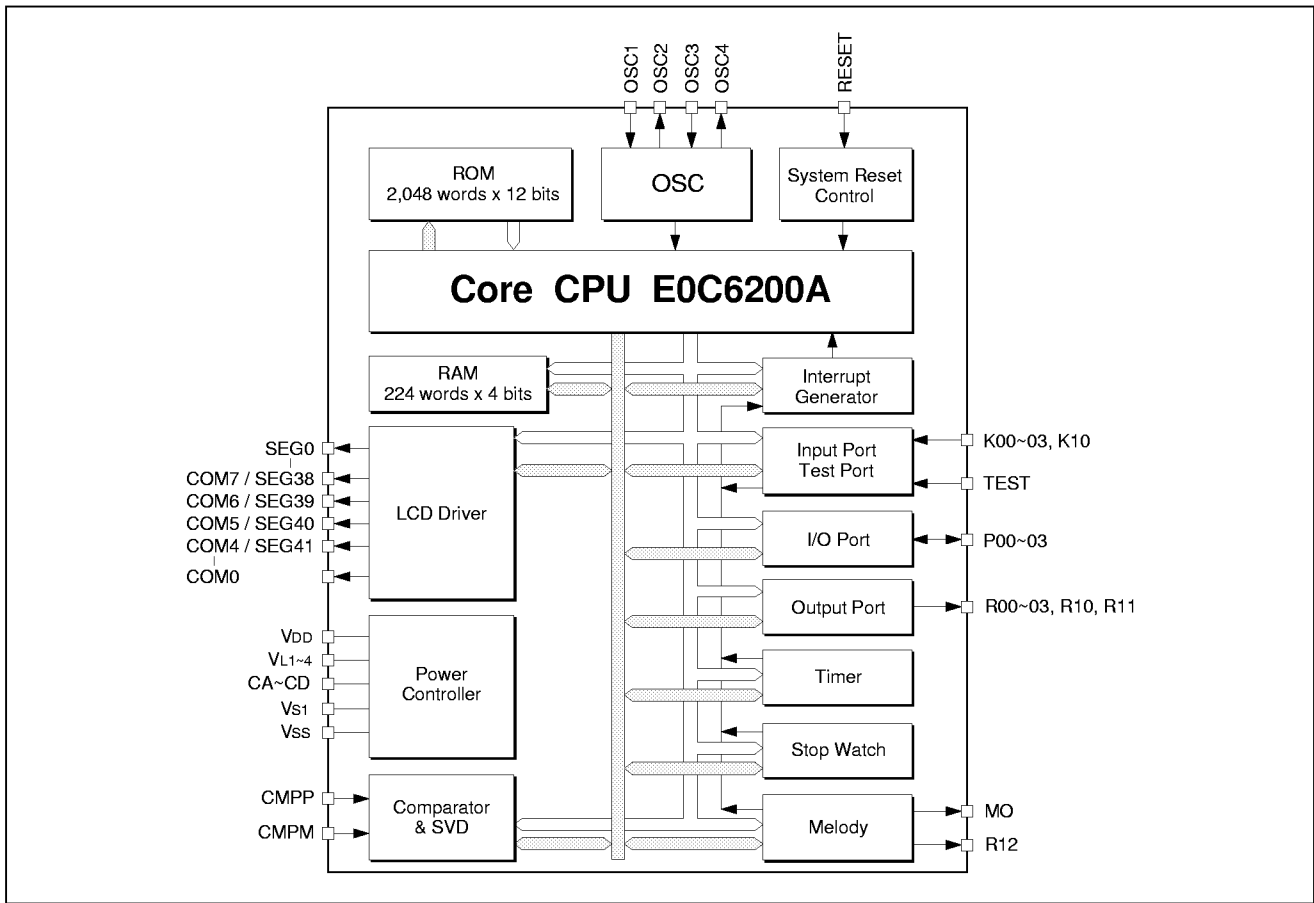 OSC1
OSC2
OSC3
OSC4
RESET
ROM
2,048 words x 12 bits
OSC
System Reset
Control
Core CPU E0C6200A
RAM
224 words x 4 bits
Interrupt
Generator
SEG0
COM7 / SEG38
COM6 / SEG39
COM5 / SEG40
COM4 / SEG41
COM0
LCD Driver
Input Port
Test Port
K00~03, K10
TEST
I/O Port
P00~03
Output Port
R00~03, R10, R11
VDD
VL1~4
CA~CD
VS1
VSS
Power
Controller
Timer
Stop Watch
CMPP
CMPM
Comparator
& SVD
Melody
MO
R12